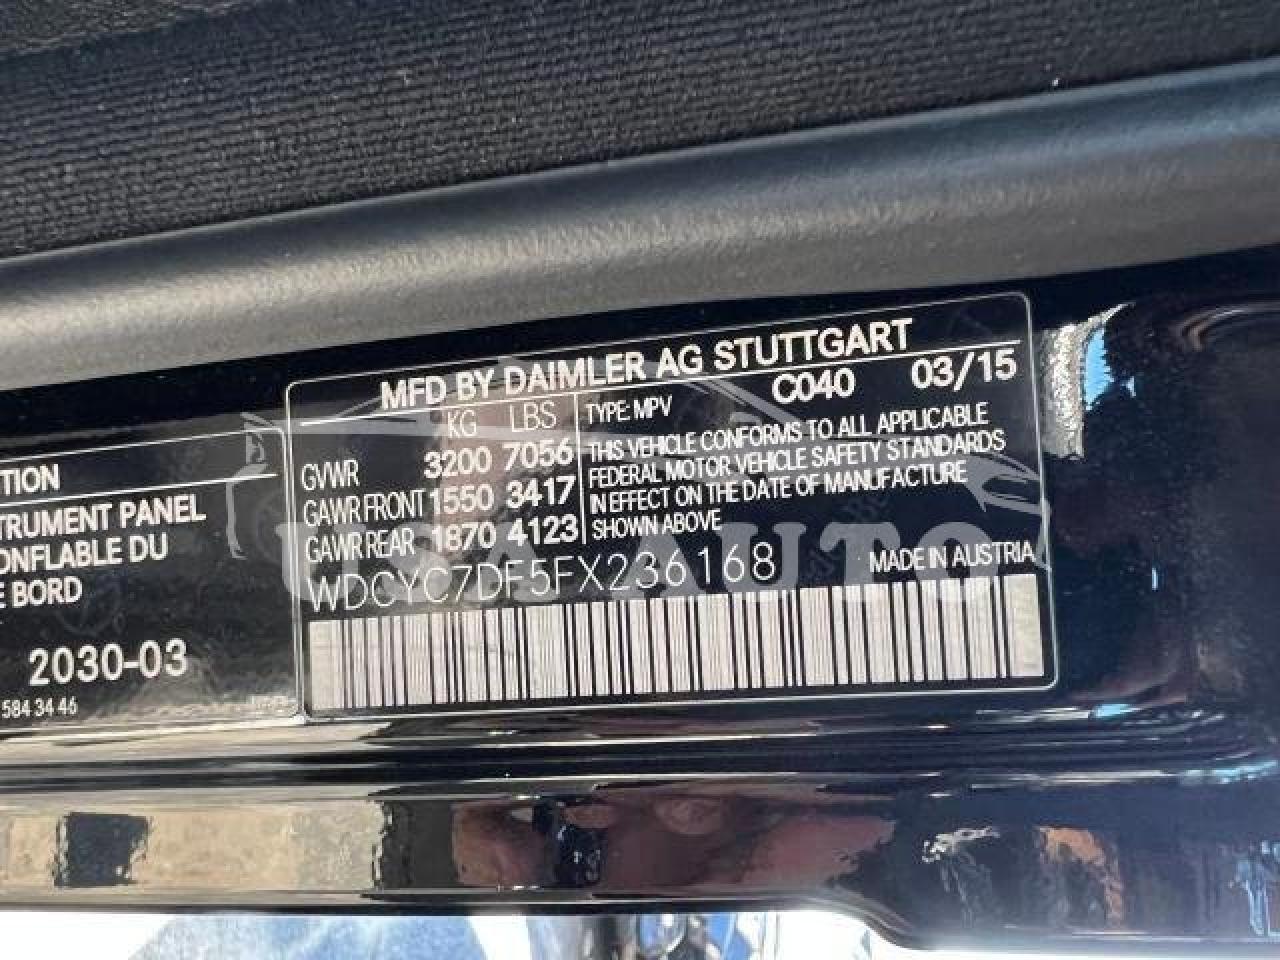 MFD BY DAIMLER AG STUTTGART
KG LBS TYPE: MPV C040 03/15
GVWR 3200 7056
GAWR FRONT 1550 3417
GAWR REAR 1870 4123
THIS VEHICLE CONFORMS TO ALL APPLICABLE
FEDERAL MOTOR VEHICLE SAFETY STANDARDS
IN EFFECT ON THE DATE OF MANUFACTURE
SHOWN ABOVE
WDCYC7DF5FX236168 MADE IN AUSTRIA
TION
TRUMENT PANEL
ONFLABLE DU
E BORD
2030-03
584 34 46
USA AUTO